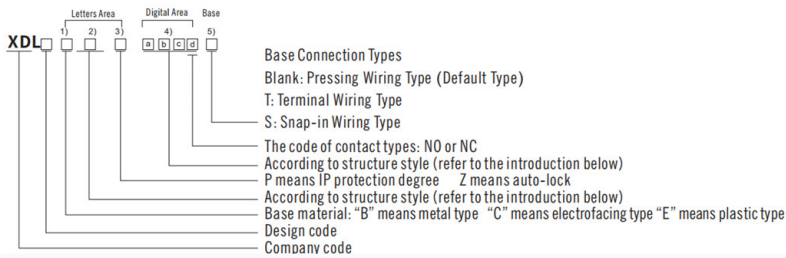 Letters Area Digital Area Base
1) 2) 3) 4) 5)
XDL a b c d
Base Connection Types
Blank: Pressing Wiring Type (Default Type)
T: Terminal Wiring Type
S: Snap-in Wiring Type
The code of contact types: NO or NC
According to structure style (refer to the introduction below)
P means IP protection degree Z means auto-lock
According to structure style (refer to the introduction below)
Base material: “B” means metal type “C” means electrofacing type “E” means plastic type
Design code
Company code